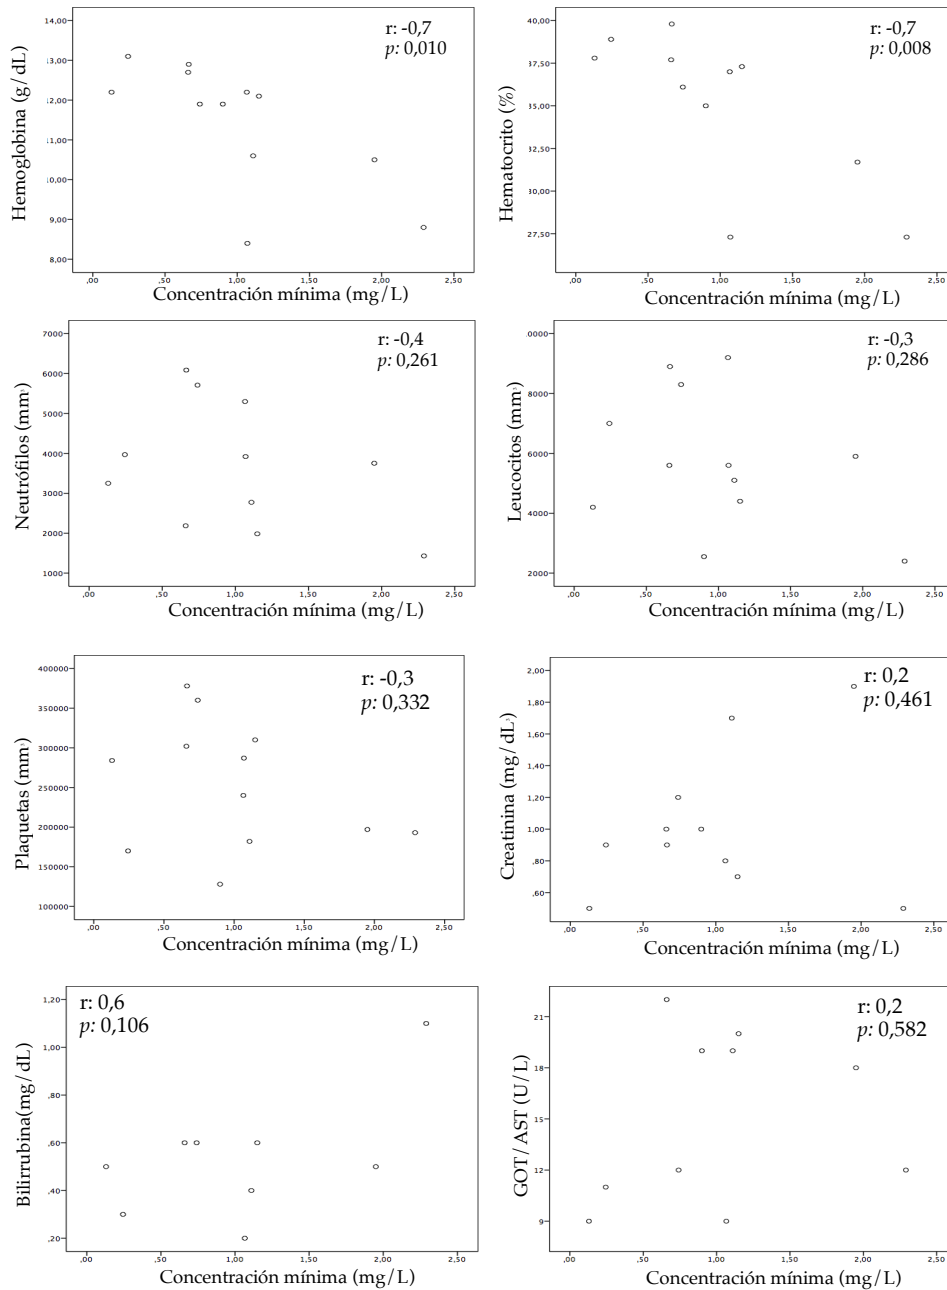 r: -0,7
p: 0,010
Hemoglobina (g/dL)
14,00
13,00
12,00
11,00
10,00
9,00
8,00
,00 ,50 1,00 1,50 2,00 2,50
Concentración mínima (mg/L)
r: -0,7
p: 0,008
Hematocrito (%)
40,00
37,50
35,00
32,50
30,00
27,50
,00 ,50 1,00 1,50 2,00 2,50
Concentración mínima (mg/L)
r: -0,4
p: 0,261
Neutrófilos (mm³)
7000
6000
5000
4000
3000
2000
1000
,00 ,50 1,00 1,50 2,00 2,50
Concentración mínima (mg/L)
r: -0,3
p: 0,286
Leucocitos (mm³)
0000
8000
6000
4000
2000
,00 ,50 1,00 1,50 2,00 2,50
Concentración mínima (mg/L)
r: -0,3
p: 0,332
Plaquetas (mm³)
400000
350000
300000
250000
200000
150000
100000
,00 ,50 1,00 1,50 2,00 2,50
Concentración mínima (mg/L)
r: 0,2
p: 0,461
Creatinina (mg/dL³)
2,00
1,80
1,60
1,40
1,20
1,00
,80
,60
,00 ,50 1,00 1,50 2,00 2,50
Concentración mínima (mg/L)
r: 0,6
p: 0,106
Bilirrubina(mg/dL)
1,20
1,00
,80
,60
,40
,20
,00 ,50 1,00 1,50 2,00 2,50
Concentración mínima (mg/L)
r: 0,2
p: 0,582
GOT/AST (U/L)
21
18
15
12
9
,00 ,50 1,00 1,50 2,00 2,50
Concentración mínima (mg/L)